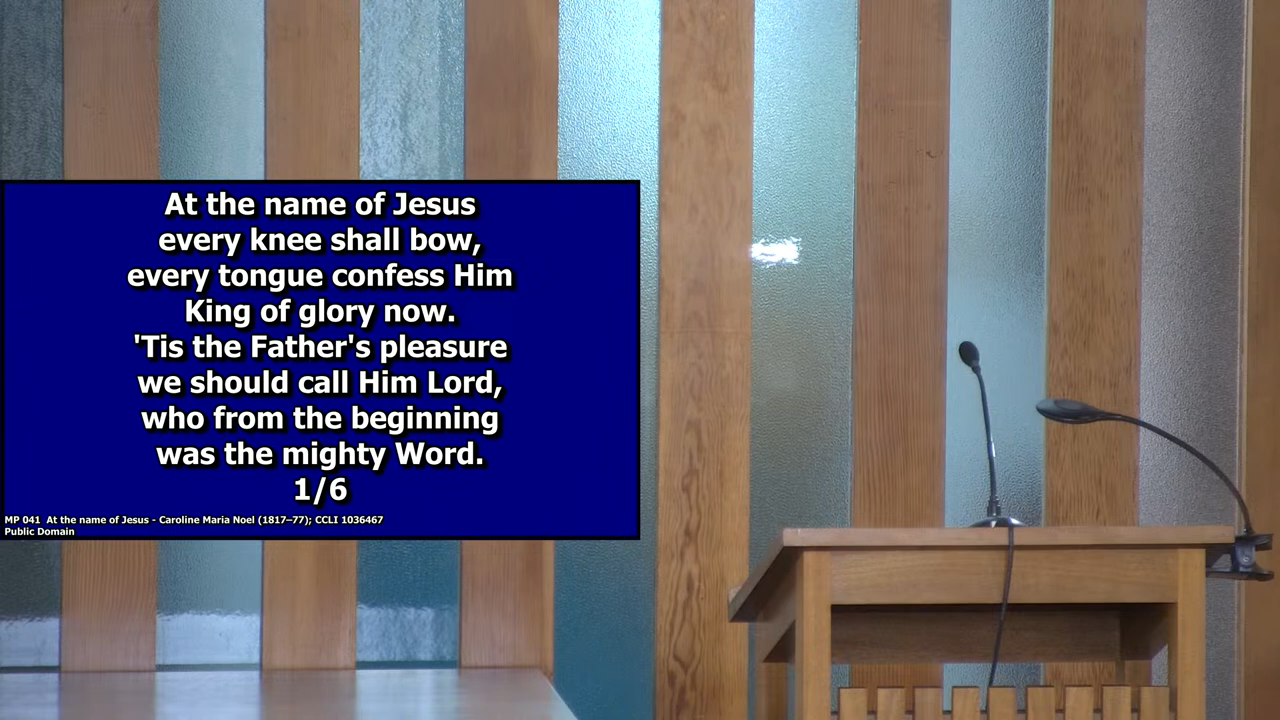 At the name of Jesus
every knee shall bow,
every tongue confess Him
King of glory now.
'Tis the Father's pleasure
we should call Him Lord,
who from the beginning
was the mighty Word.
1/6
MP 041 At the name of Jesus - Caroline Maria Noel (1817–77); CCLI 1036467
Public Domain